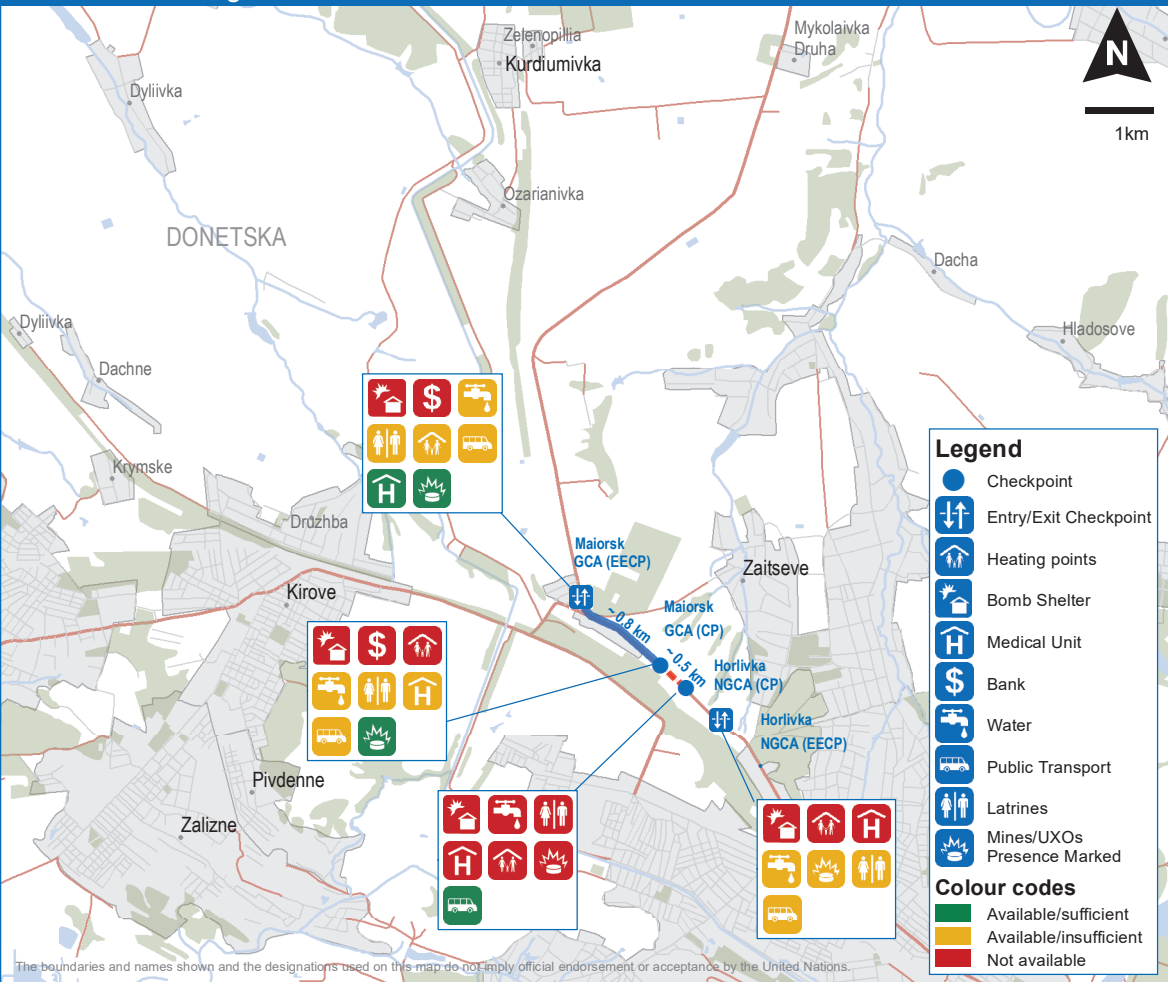 Zelenopillia
Kurdiumivka
Mykolaivka
Druha
N
1km
Dyliivka
Ozarianivka
DONETSKA
Dacha
Hladosove
Dyliivka
Dachne
Krymske
Druzhba
Kirove
Maiorsk
GCA (EECP)
Zaitseve
~0.8 km
Maiorsk
GCA (CP)
~0.5 km
Horlivka
NGCA (CP)
Horlivka
NGCA (EECP)
Pivdenne
Zalizne
$
H
$
H
H
H
Legend
Checkpoint
Entry/Exit Checkpoint
Heating points
Bomb Shelter
H
Medical Unit
$
Bank
Water
Public Transport
Latrines
Mines/UXOs
Presence Marked
Colour codes
Available/sufficient
Available/insufficient
Not available
The boundaries and names shown and the designations used on this map do not imply official endorsement or acceptance by the United Nations.